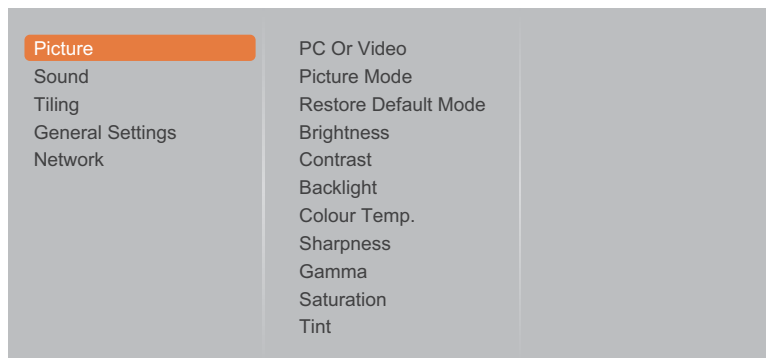 Picture
Sound
Tiling
General Settings
Network
PC Or Video
Picture Mode
Restore Default Mode
Brightness
Contrast
Backlight
Colour Temp.
Sharpness
Gamma
Saturation
Tint